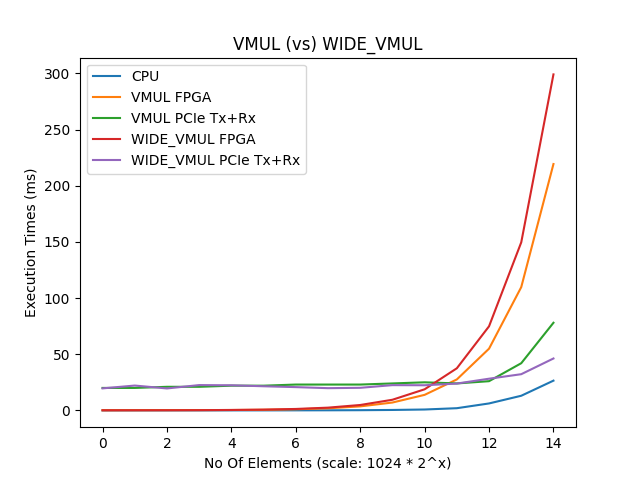 VMUL (vs) WIDE_VMUL
CPU
VMUL FPGA
VMUL PCIe Tx+Rx
WIDE_VMUL FPGA
WIDE_VMUL PCIe Tx+Rx
Execution Times (ms)
300
250
200
150
100
50
0
0 2 4 6 8 10 12 14
No Of Elements (scale: 1024 * 2^x)